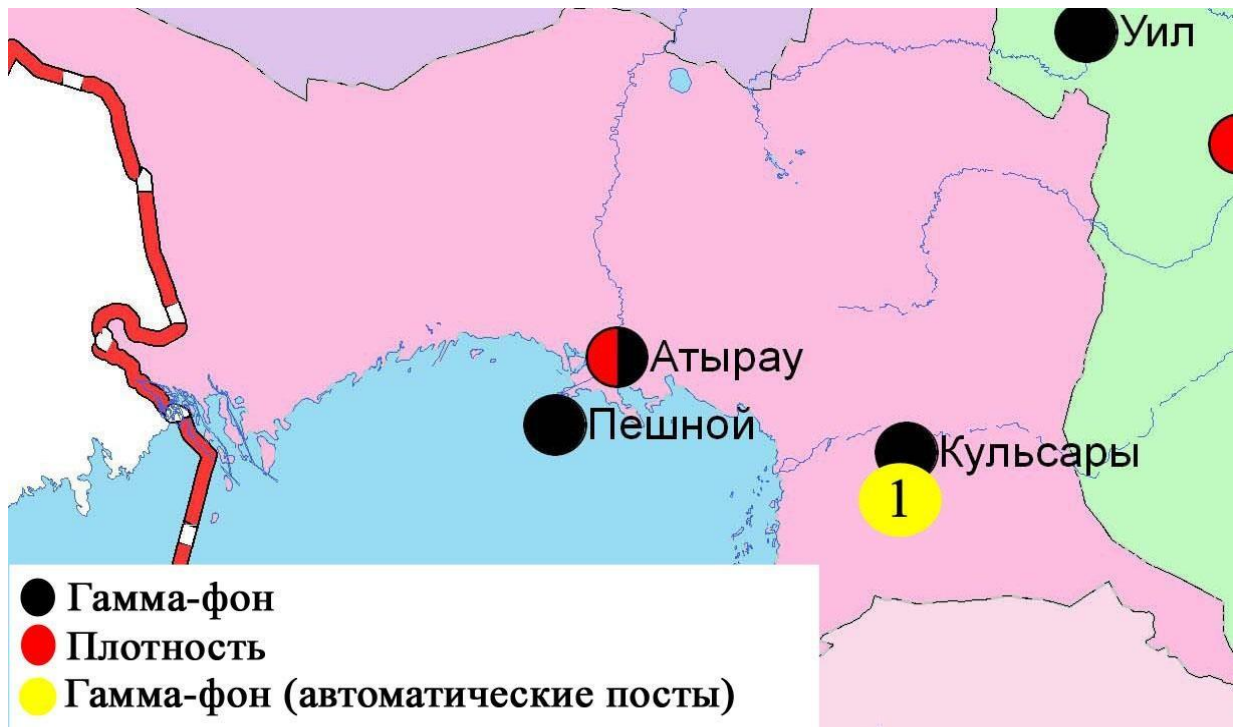 Уил
Атырау
Пешной
Кульсары
1
Гамма-фон
Плотность
Гамма-фон (автоматические посты)